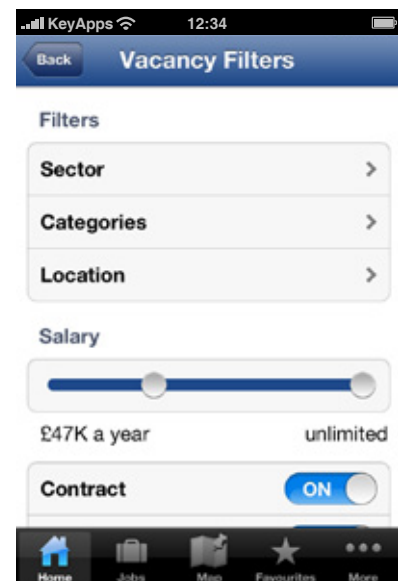 KeyApps 12:34
Back Vacancy Filters
Filters
Sector
Categories
Location
Salary
£47K a year unlimited
Contract ON
Home Jobs Map Favourites More